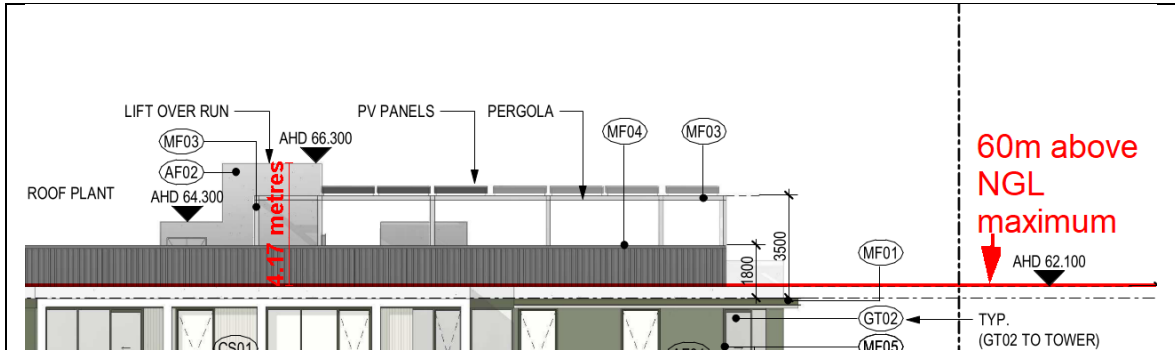 LIFT OVER RUN
PV PANELS
PERGOLA
MF03
AHD 66.300
MF04
MF03
60m above
NGL
maximum
AF02
ROOF PLANT
AHD 64.300
4.17 metres
3500
1800
MF01
AHD 62.100
GT02
TYP.
(GT02 TO TOWER)
CS01
MF05